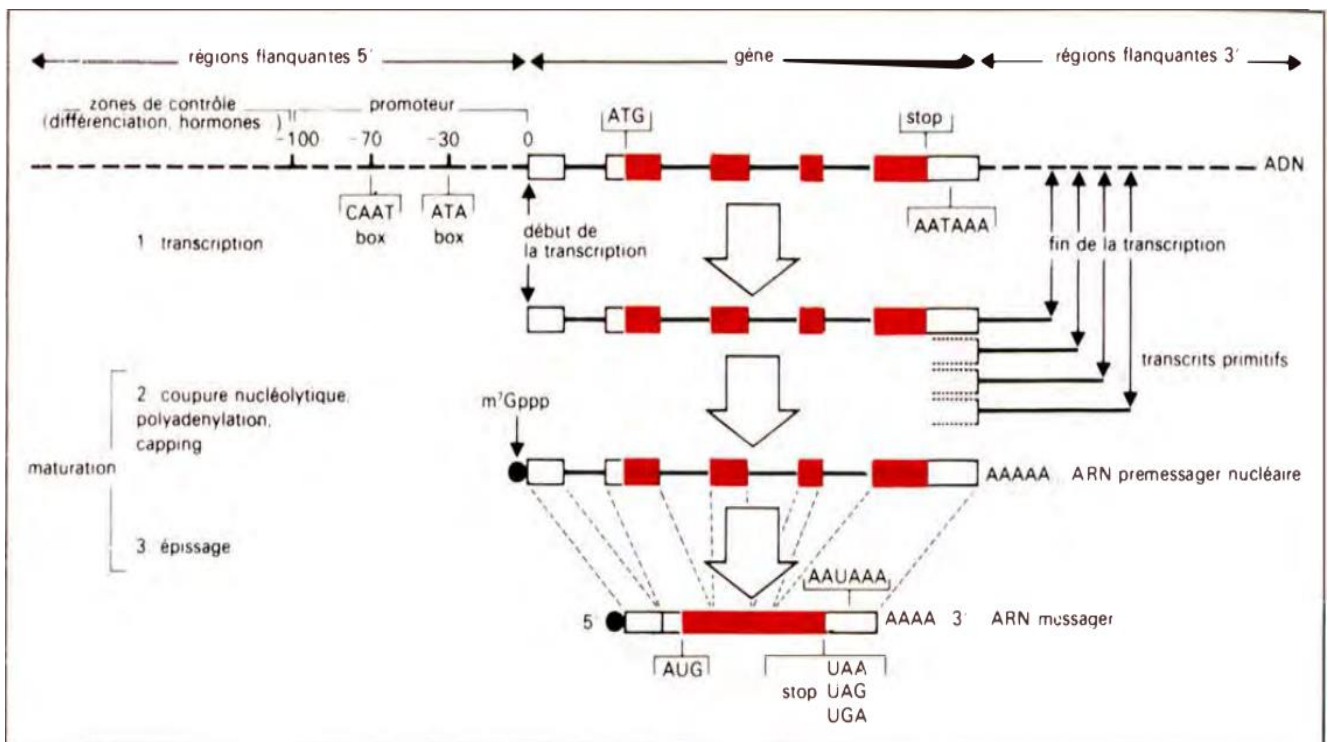 régions flanquantes 5'
gène
régions flanquantes 3'
zones de contrôle
(différenciation, hormones )
promoteur
-100
-70
-30
0
ATG
stop
ADN
CAAT
box
ATA
box
AATAAA
1 transcription
début de
la transcription
fin de la transcription
transcrits primitifs
2 coupure nucléolytique,
polyadenylation,
capping
m⁷Gppp
maturation
AAAAA
ARN premessager nucléaire
3 épissage
AAUAAA
5'
AAAA 3'
ARN messager
AUG
UAA
stop UAG
UGA